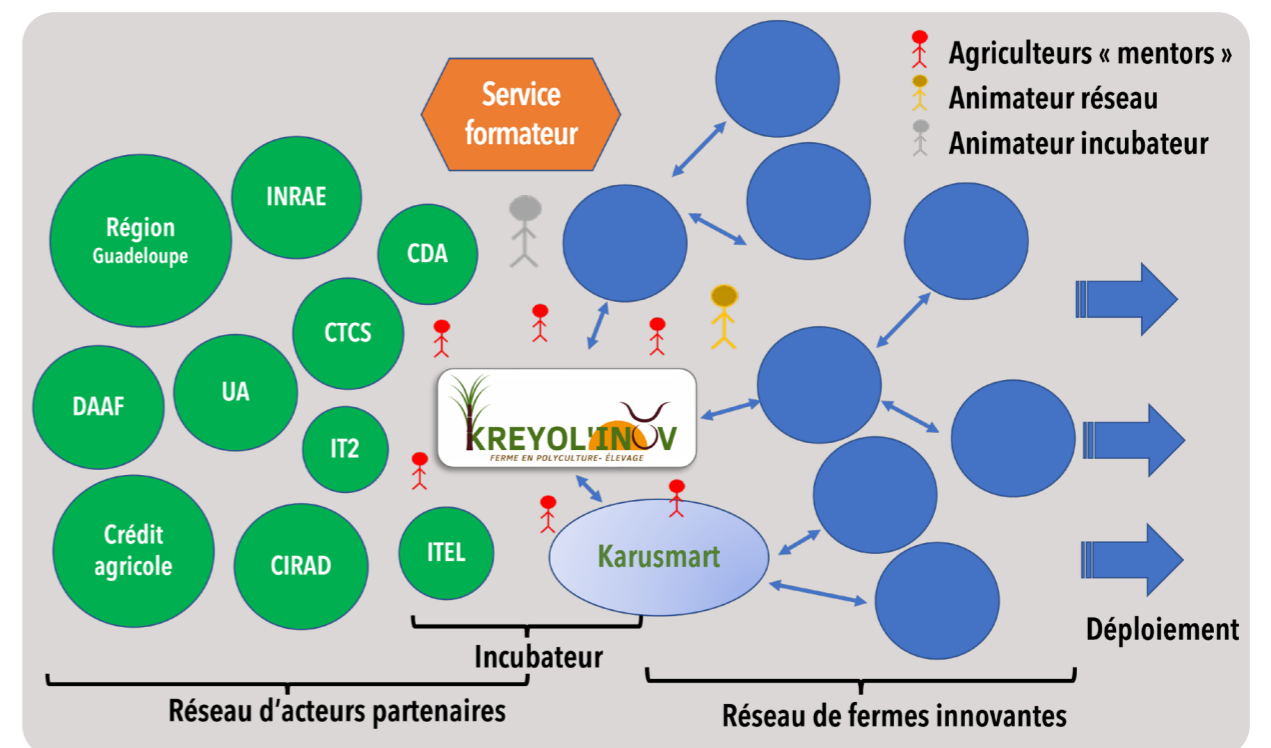 Service
formateur
Agriculteurs « mentors »
Animateur réseau
Animateur incubateur
Région
Guadeloupe
INRAE
CDA
CTCS
DAAF
UA
IT2
Crédit
agricole
CIRAD
ITEL
KREYOL'INOV
FERME EN POLYCULTURE- ÉLEVAGE
Karusmart
Déploiement
Incubateur
Réseau d'acteurs partenaires
Réseau de fermes innovantes